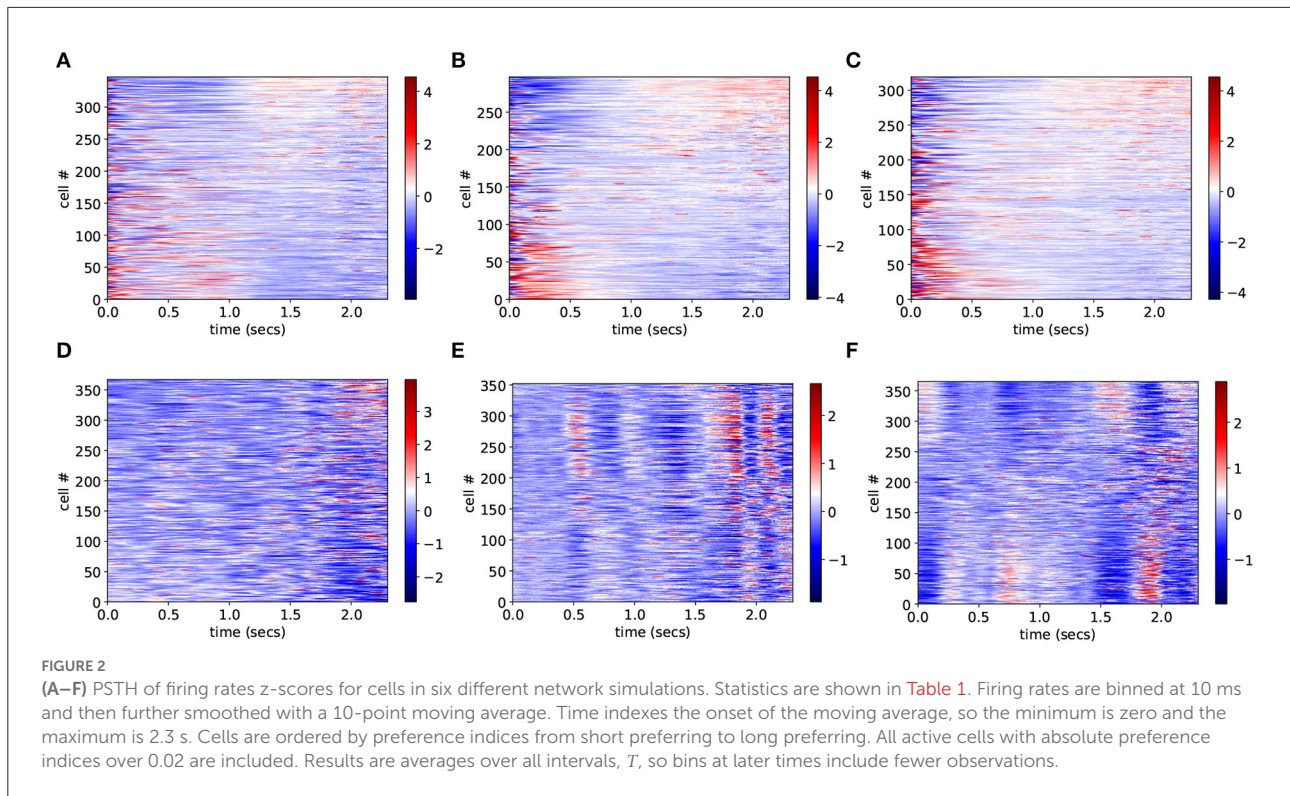 A
B
C
300
250
200
150
100
50
0
cell #
0.0 0.5 1.0 1.5 2.0
time (secs)
4
2
0
−2
250
200
150
100
50
0
cell #
0.0 0.5 1.0 1.5 2.0
time (secs)
4
2
0
−2
−4
300
250
200
150
100
50
0
cell #
0.0 0.5 1.0 1.5 2.0
time (secs)
4
2
0
−2
−4
D
E
F
350
300
250
200
150
100
50
0
cell #
0.0 0.5 1.0 1.5 2.0
time (secs)
3
2
1
0
−1
−2
350
300
250
200
150
100
50
0
cell #
0.0 0.5 1.0 1.5 2.0
time (secs)
2
1
0
−1
350
300
250
200
150
100
50
0
cell #
0.0 0.5 1.0 1.5 2.0
time (secs)
2
1
0
−1
FIGURE 2
(A–F) PSTH of firing rates z-scores for cells in six different network simulations. Statistics are shown in Table 1. Firing rates are binned at 10 ms
and then further smoothed with a 10-point moving average. Time indexes the onset of the moving average, so the minimum is zero and the
maximum is 2.3 s. Cells are ordered by preference indices from short preferring to long preferring. All active cells with absolute preference
indices over 0.02 are included. Results are averages over all intervals, T, so bins at later times include fewer observations.